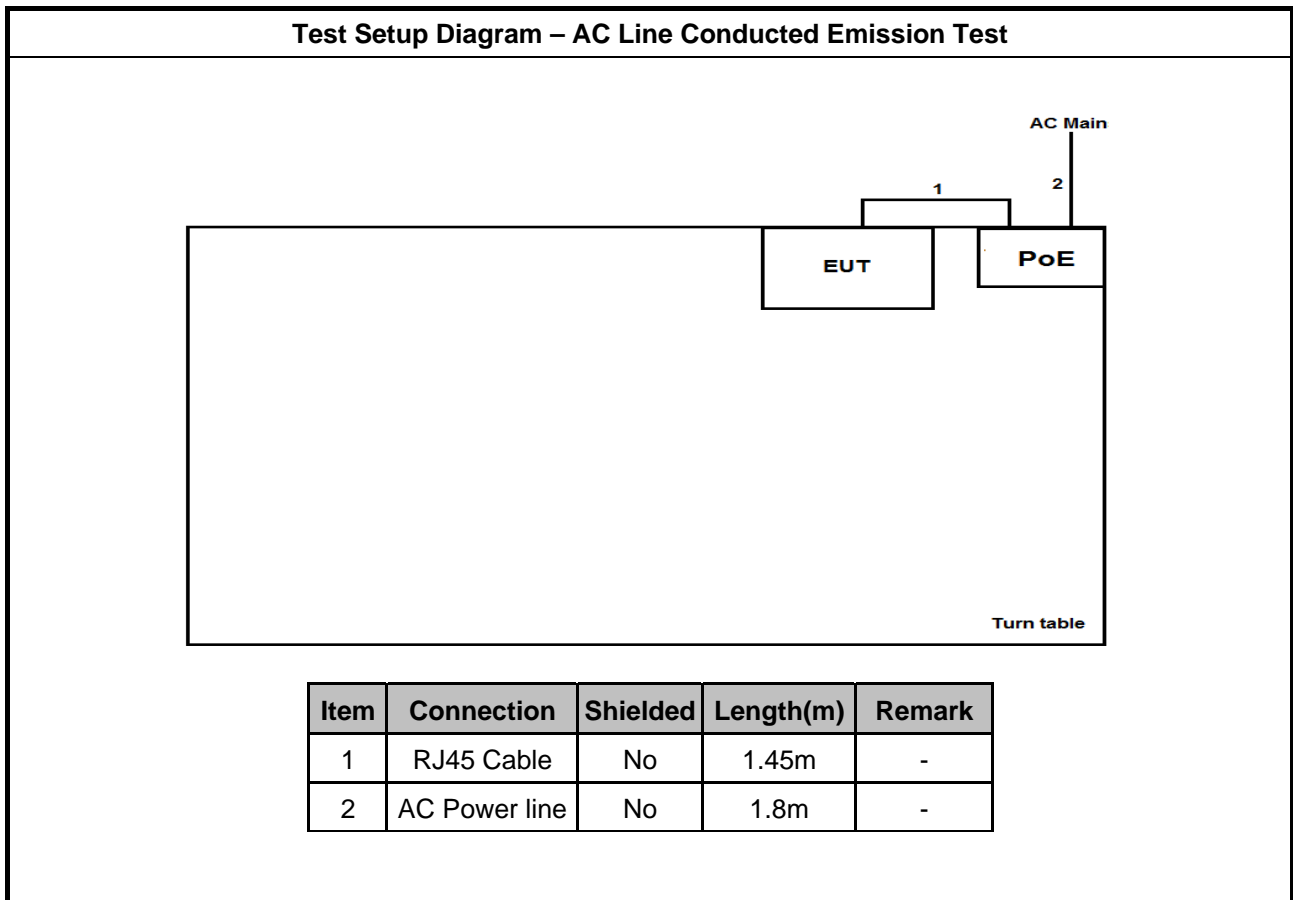 Test Setup Diagram – AC Line Conducted Emission Test
AC Main
1
2
EUT
PoE
Turn table
Item Connection Shielded Length(m) Remark
1 RJ45 Cable No 1.45m -
2 AC Power line No 1.8m -